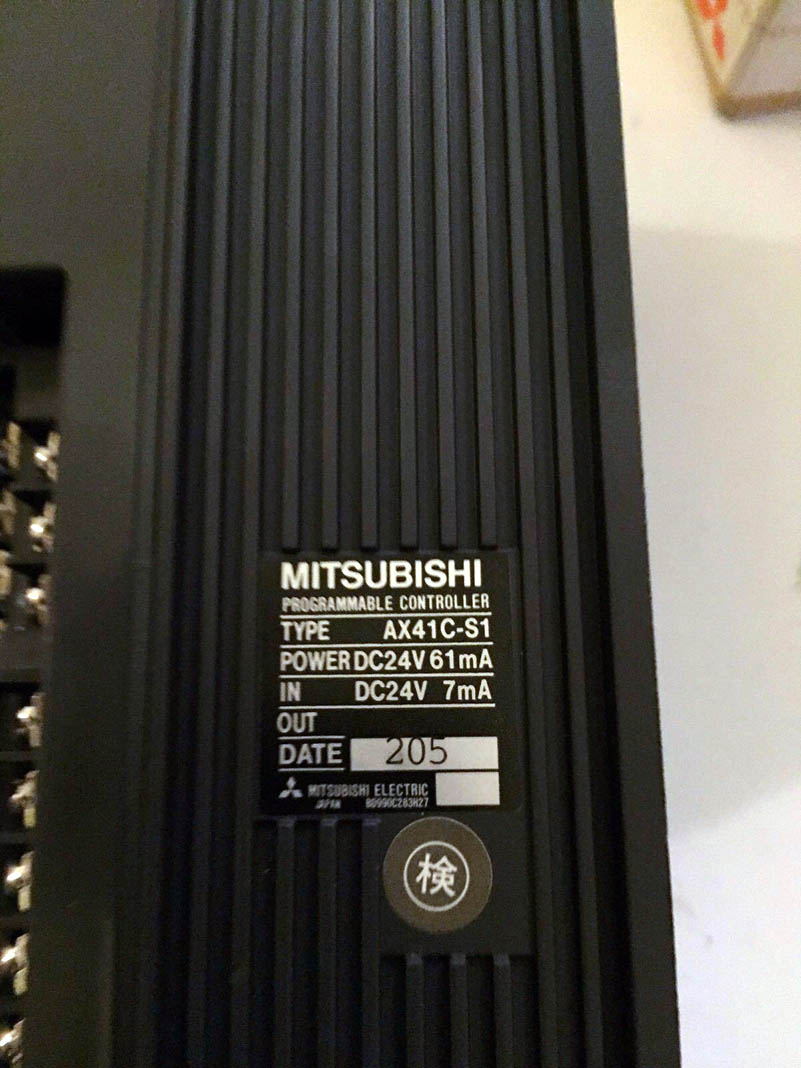 MITSUBISHI
PROGRAMMABLE CONTROLLER
TYPE AX41C-S1
POWER DC24V 61mA
IN DC24V 7mA
OUT
DATE 205
MITSUBISHI ELECTRIC
JAPAN BD990C283H27
検